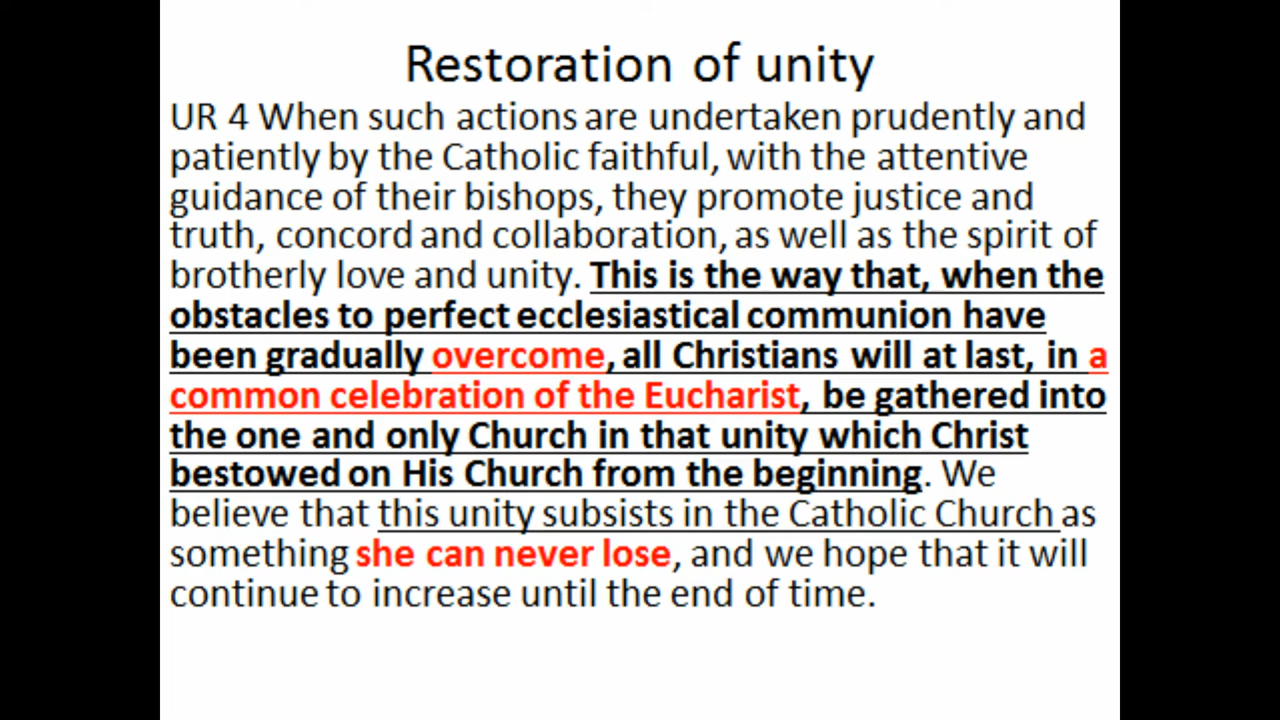 Restoration of unity
UR 4 When such actions are undertaken prudently and
patiently by the Catholic faithful, with the attentive
guidance of their bishops, they promote justice and
truth, concord and collaboration, as well as the spirit of
brotherly love and unity. This is the way that, when the
obstacles to perfect ecclesiastical communion have
been gradually overcome, all Christians will at last, in a
common celebration of the Eucharist, be gathered into
the one and only Church in that unity which Christ
bestowed on His Church from the beginning. We
believe that this unity subsists in the Catholic Church as
something she can never lose, and we hope that it will
continue to increase until the end of time.